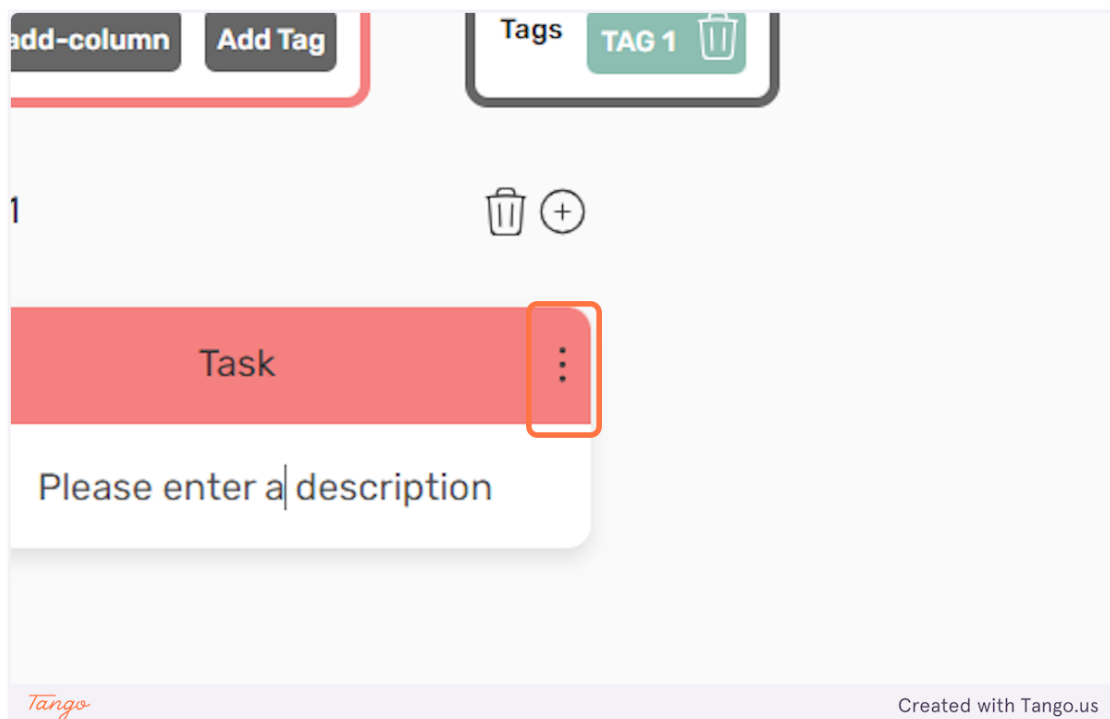 add-column Add Tag
Tags TAG 1
1
Task
Please enter a description
Tango
Created with Tango.us